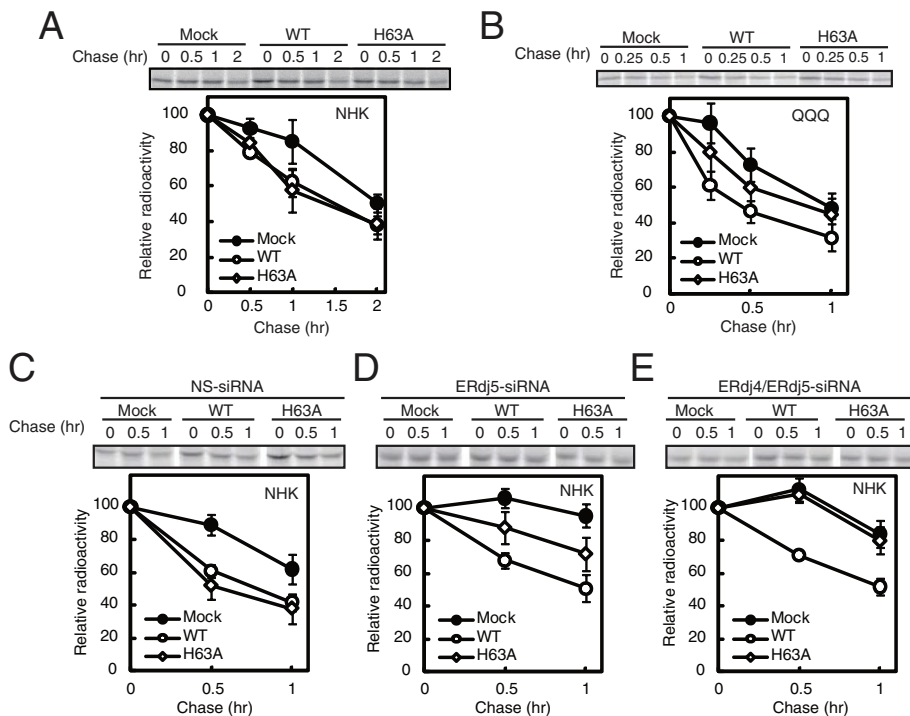 A
Mock WT H63A
Chase (hr) 0 0.5 1 2 0 0.5 1 2 0 0.5 1 2
NHK
100
80
60
40
20
0
Relative radioactivity
Mock
WT
H63A
0 0.5 1 1.5 2
Chase (hr)
B
Mock WT H63A
Chase (hr) 0 0.25 0.5 1 0 0.25 0.5 1 0 0.25 0.5 1
QQQ
100
80
60
40
20
0
Relative radioactivity
Mock
WT
H63A
0 0.5 1
Chase (hr)
C
NS-siRNA
Mock WT H63A
Chase (hr) 0 0.5 1 0 0.5 1 0 0.5 1
NHK
100
80
60
40
20
0
Relative radioactivity
Mock
WT
H63A
0 0.5 1
Chase (hr)
D
ERdj5-siRNA
Mock WT H63A
0 0.5 1 0 0.5 1 0 0.5 1
NHK
100
80
60
40
20
0
Relative radioactivity
Mock
WT
H63A
0 0.5 1
Chase (hr)
E
ERdj4/ERdj5-siRNA
Mock WT H63A
0 0.5 1 0 0.5 1 0 0.5 1
NHK
100
80
60
40
20
0
Relative radioactivity
Mock
WT
H63A
0 0.5 1
Chase (hr)